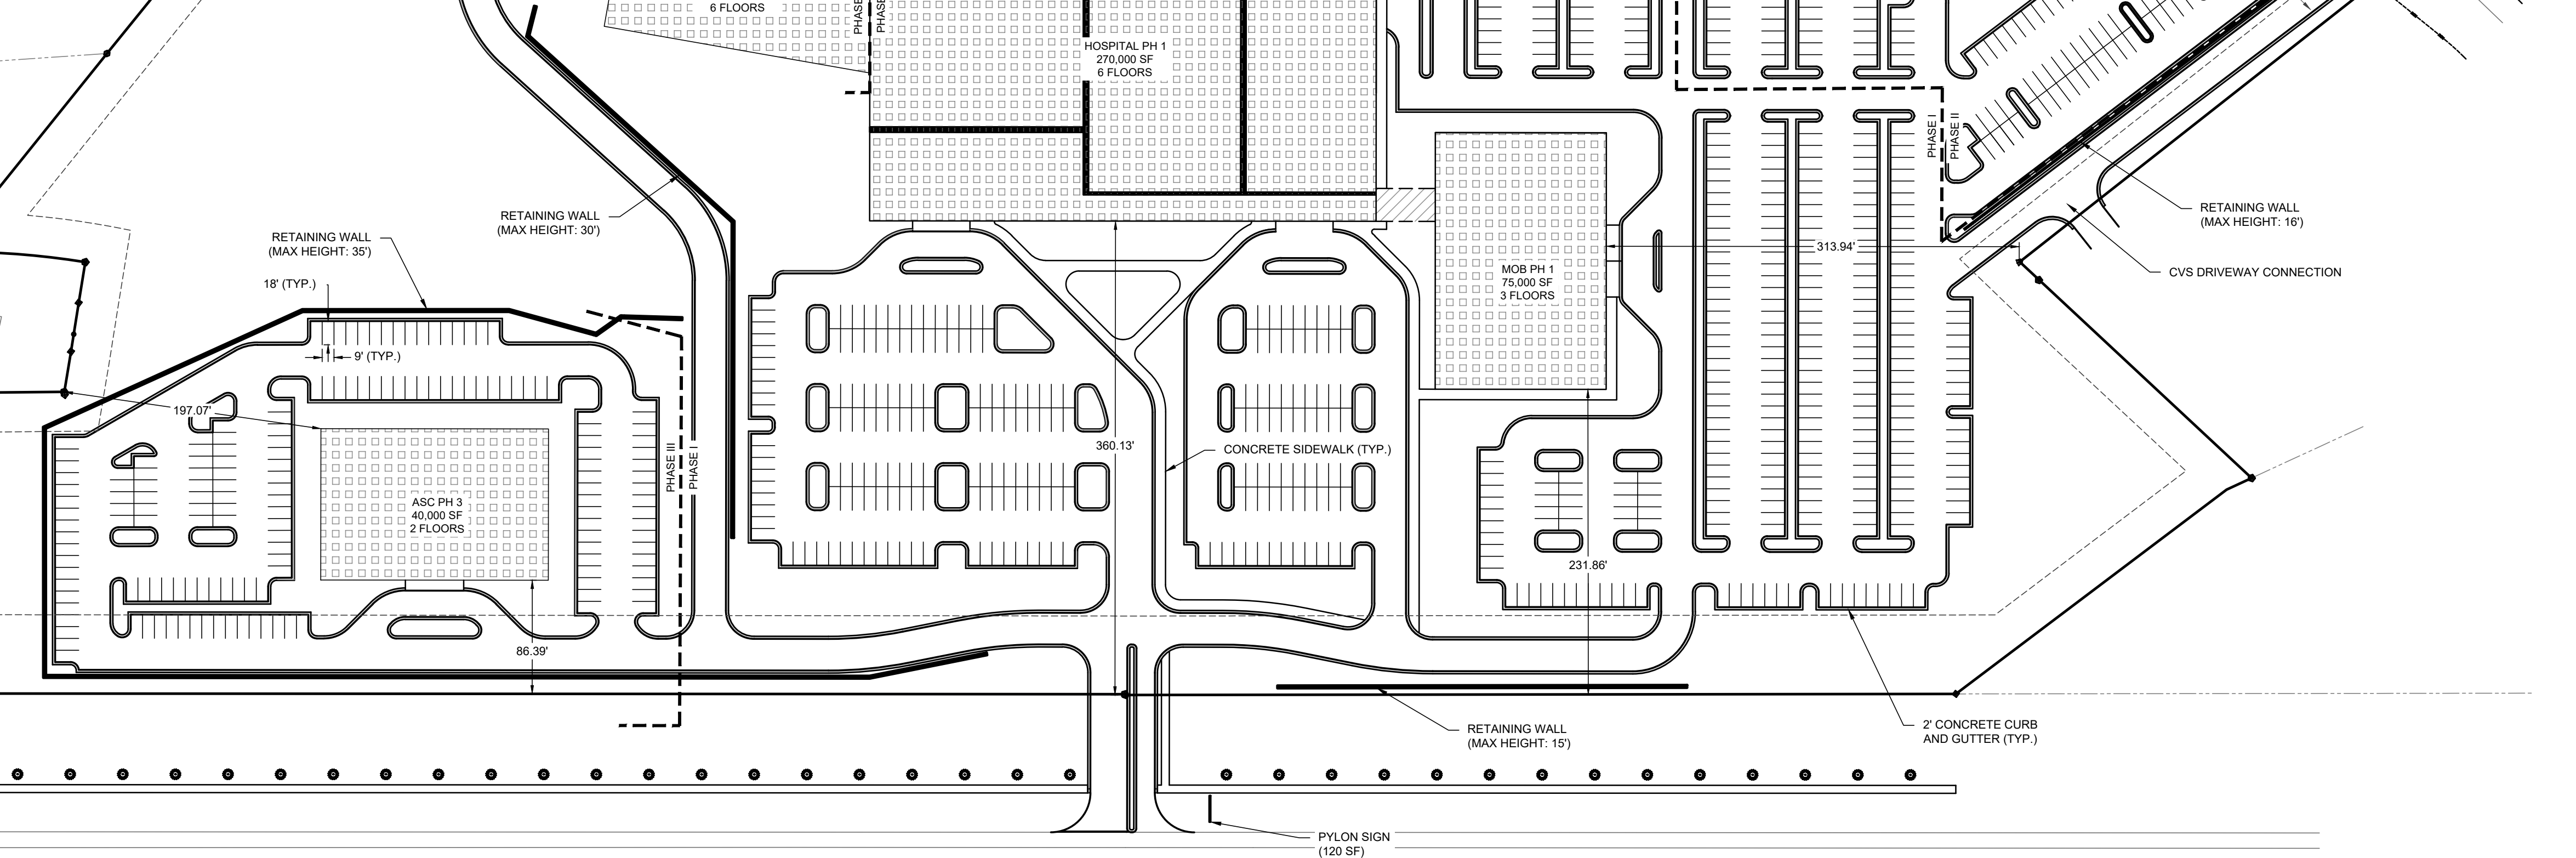 6 FLOORS
PHASE
PHAS
HOSPITAL PH 1
270,000 SF
6 FLOORS
PHASE I
PHASE II
RETAINING WALL
(MAX HEIGHT: 30')
RETAINING WALL
(MAX HEIGHT: 16')
RETAINING WALL
(MAX HEIGHT: 35')
313.94'
MOB PH 1
75,000 SF
3 FLOORS
CVS DRIVEWAY CONNECTION
18' (TYP.)
9' (TYP.)
197.07'
360.13'
CONCRETE SIDEWALK (TYP.)
PHASE III
PHASE I
ASC PH 3
40,000 SF
2 FLOORS
231.86'
86.39'
RETAINING WALL
(MAX HEIGHT: 15')
2' CONCRETE CURB
AND GUTTER (TYP.)
PYLON SIGN
(120 SF)